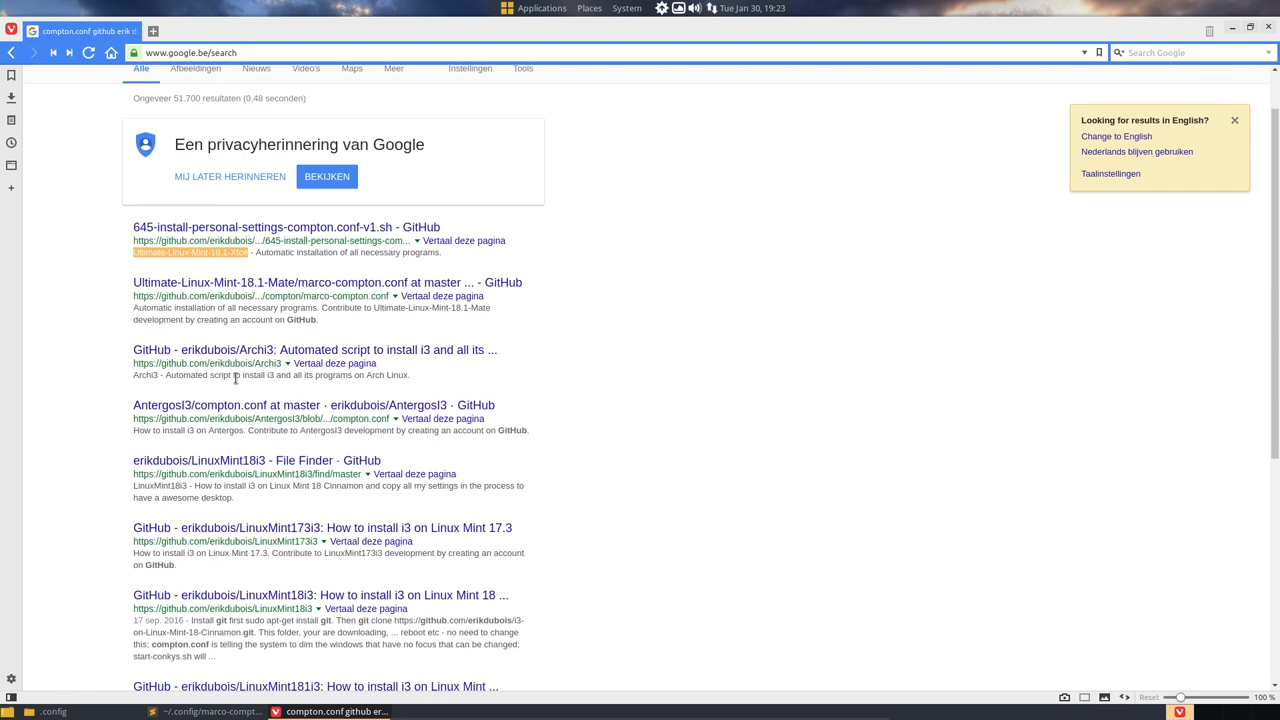 Applications Places System Tue Jan 30, 19:23
compton.conf github erik d
www.google.be/search
Search Google
Alle Afbeeldingen Nieuws Video's Maps Meer Instellingen Tools
Ongeveer 51.700 resultaten (0,48 seconden)
Een privacyherinnering van Google
MIJ LATER HERINNEREN BEKIJKEN
Looking for results in English?
Change to English
Nederlands blijven gebruiken
Taalinstellingen
645-install-personal-settings-compton.conf-v1.sh - GitHub
https://github.com/erikdubois/.../645-install-personal-settings-com... Vertaal deze pagina
Ultimate-Linux-Mint-18.1-Xfce - Automatic installation of all necessary programs.
Ultimate-Linux-Mint-18.1-Mate/marco-compton.conf at master ... - GitHub
https://github.com/erikdubois/.../compton/marco-compton.conf Vertaal deze pagina
Automatic installation of all necessary programs. Contribute to Ultimate-Linux-Mint-18.1-Mate
development by creating an account on GitHub.
GitHub - erikdubois/Archi3: Automated script to install i3 and all its ...
https://github.com/erikdubois/Archi3 Vertaal deze pagina
Archi3 - Automated script to install i3 and all its programs on Arch Linux.
AntergosI3/compton.conf at master · erikdubois/AntergosI3 · GitHub
https://github.com/erikdubois/AntergosI3/blob/.../compton.conf Vertaal deze pagina
How to install i3 on Antergos. Contribute to AntergosI3 development by creating an account on GitHub.
erikdubois/LinuxMint18i3 - File Finder · GitHub
https://github.com/erikdubois/LinuxMint18i3/find/master Vertaal deze pagina
LinuxMint18i3 - How to install i3 on Linux Mint 18 Cinnamon and copy all my settings in the process to
have a awesome desktop.
GitHub - erikdubois/LinuxMint173i3: How to install i3 on Linux Mint 17.3
https://github.com/erikdubois/LinuxMint173i3 Vertaal deze pagina
How to install i3 on Linux Mint 17.3. Contribute to LinuxMint173i3 development by creating an account
on GitHub.
GitHub - erikdubois/LinuxMint18i3: How to install i3 on Linux Mint 18 ...
https://github.com/erikdubois/LinuxMint18i3 Vertaal deze pagina
17 sep. 2016 - Install git first sudo apt-get install git. Then git clone https://github.com/erikdubois/i3-
on-Linux-Mint-18-Cinnamon.git. This folder, your are downloading, ... reboot etc - no need to change
this; compton.conf is telling the system to dim the windows that have no focus that can be changed;
start-conkys.sh will ...
GitHub - erikdubois/LinuxMint181i3: How to install i3 on Linux Mint ...
Reset 100 %
.config ~/.config/marco-compt... compton.conf github er...